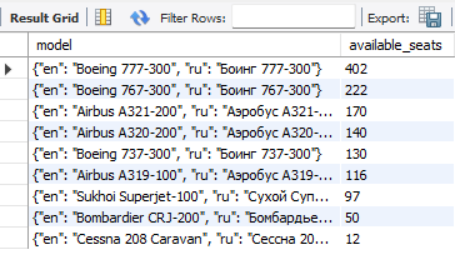 Result Grid Filter Rows: Export:
model available_seats
{"en": "Boeing 777-300", "ru": "Боинг 777-300"} 402
{"en": "Boeing 767-300", "ru": "Боинг 767-300"} 222
{"en": "Airbus A321-200", "ru": "Аэробус A321-... 170
{"en": "Airbus A320-200", "ru": "Аэробус A320-... 140
{"en": "Boeing 737-300", "ru": "Боинг 737-300"} 130
{"en": "Airbus A319-100", "ru": "Аэробус A319-... 116
{"en": "Sukhoi Superjet-100", "ru": "Сухой Суп... 97
{"en": "Bombardier CRJ-200", "ru": "Бомбардье... 50
{"en": "Cessna 208 Caravan", "ru": "Сессна 20... 12